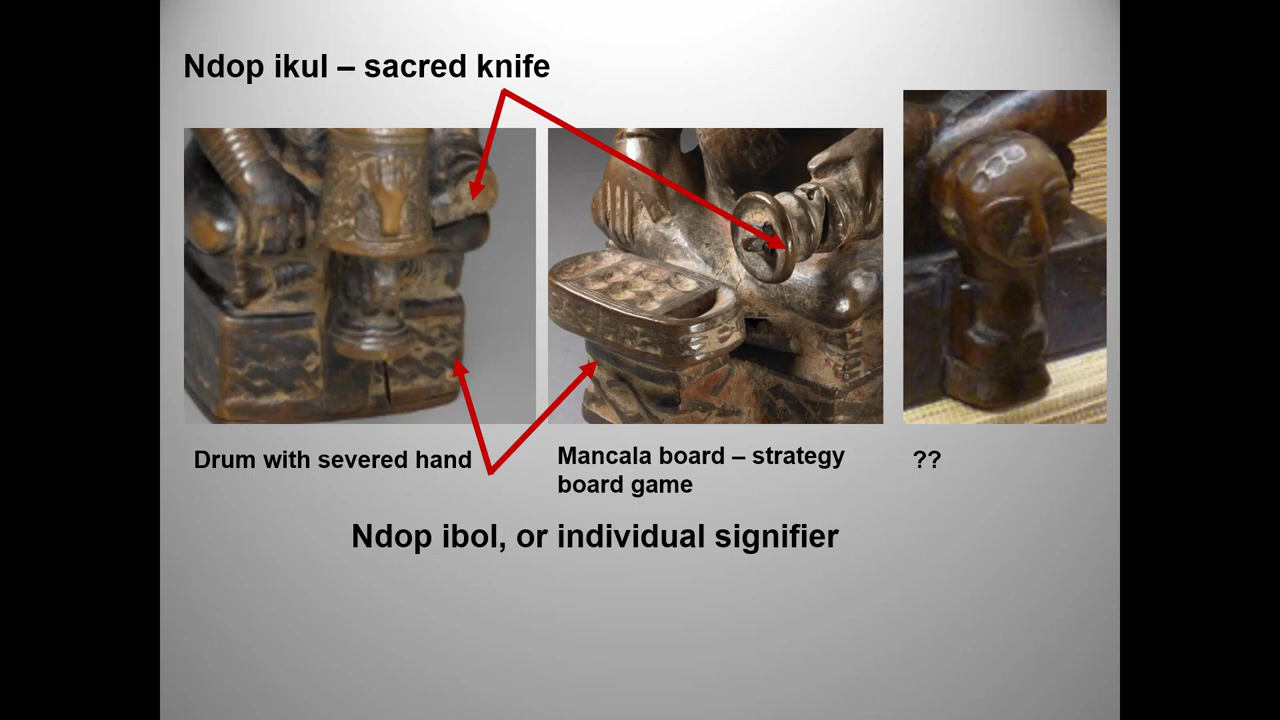 Ndop ikul – sacred knife
Drum with severed hand
Mancala board – strategy
board game
??
Ndop ibol, or individual signifier